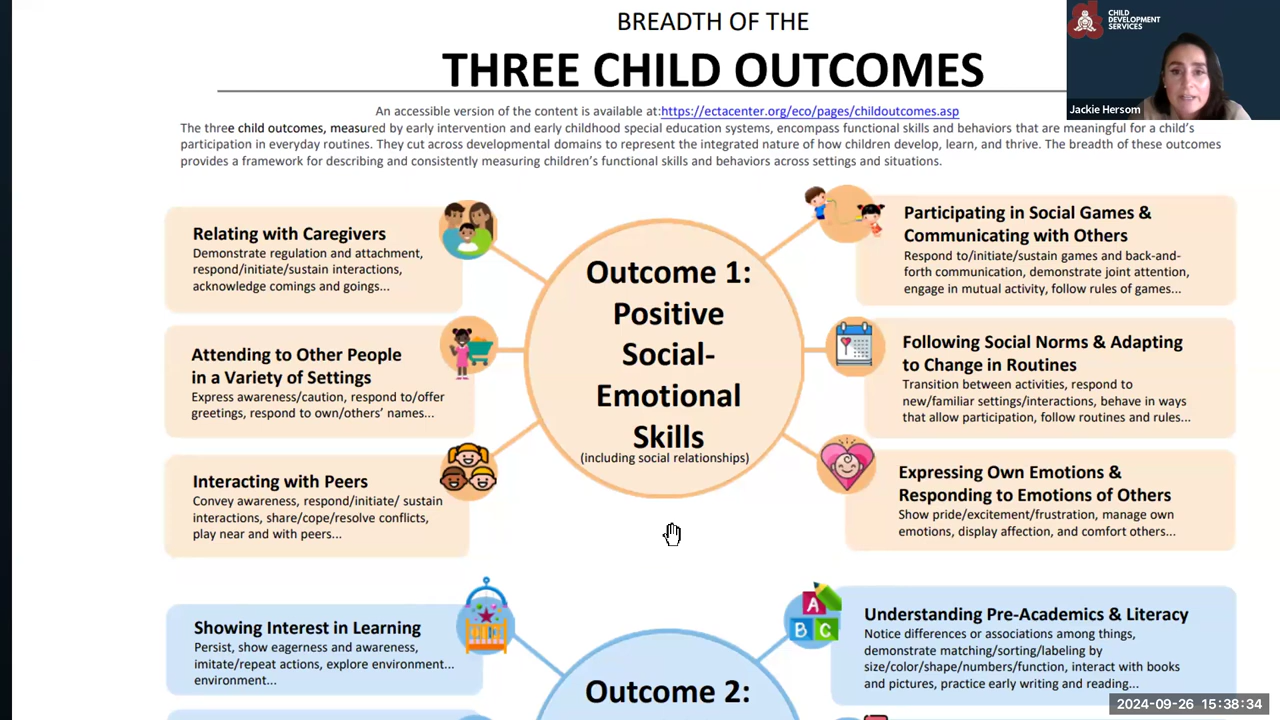 BREADTH OF THE
THREE CHILD OUTCOMES
CHILD
DEVELOPMENT
SERVICES
Jackie Hersom
An accessible version of the content is available at:https://ectacenter.org/eco/pages/childoutcomes.asp
The three child outcomes, measured by early intervention and early childhood special education systems, encompass functional skills and behaviors that are meaningful for a child's
participation in everyday routines. They cut across developmental domains to represent the integrated nature of how children develop, learn, and thrive. The breadth of these outcomes
provides a framework for describing and consistently measuring children's functional skills and behaviors across settings and situations.
Relating with Caregivers
Demonstrate regulation and attachment,
respond/initiate/sustain interactions,
acknowledge comings and goings...
Attending to Other People
in a Variety of Settings
Express awareness/caution, respond to/offer
greetings, respond to own/others' names...
Interacting with Peers
Convey awareness, respond/initiate/ sustain
interactions, share/cope/resolve conflicts,
play near and with peers...
Outcome 1:
Positive
Social-
Emotional
Skills
(including social relationships)
Participating in Social Games &
Communicating with Others
Respond to/initiate/sustain games and back-and-
forth communication, demonstrate joint attention,
engage in mutual activity, follow rules of games...
Following Social Norms & Adapting
to Change in Routines
Transition between activities, respond to
new/familiar settings/interactions, behave in ways
that allow participation, follow routines and rules...
Expressing Own Emotions &
Responding to Emotions of Others
Show pride/excitement/frustration, manage own
emotions, display affection, and comfort others...
Showing Interest in Learning
Persist, show eagerness and awareness,
imitate/repeat actions, explore environment...
environment...
Outcome 2:
A
B C
Understanding Pre-Academics & Literacy
Notice differences or associations among things,
demonstrate matching/sorting/labeling by
size/color/shape/numbers/function, interact with books
and pictures, practice early writing and reading...
2024-09-26 15:38:34